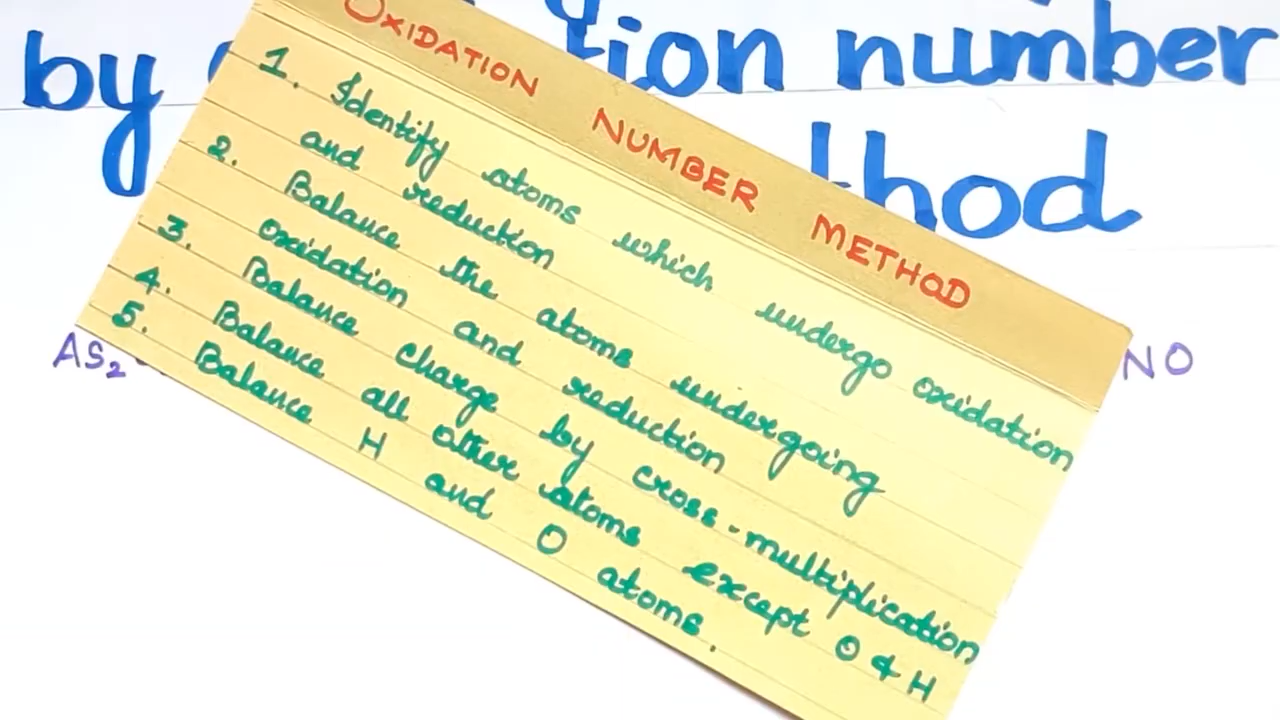 by tion number
thod
OXIDATION NUMBER METHOD
1. Identify atoms which undergo oxidation
and reduction
2. Balance the atoms undergoing
oxidation and reduction
3. Balance charge by cross-multiplication
4. Balance all other atoms except O & H
5. Balance H and O atoms.
AS₂ NO